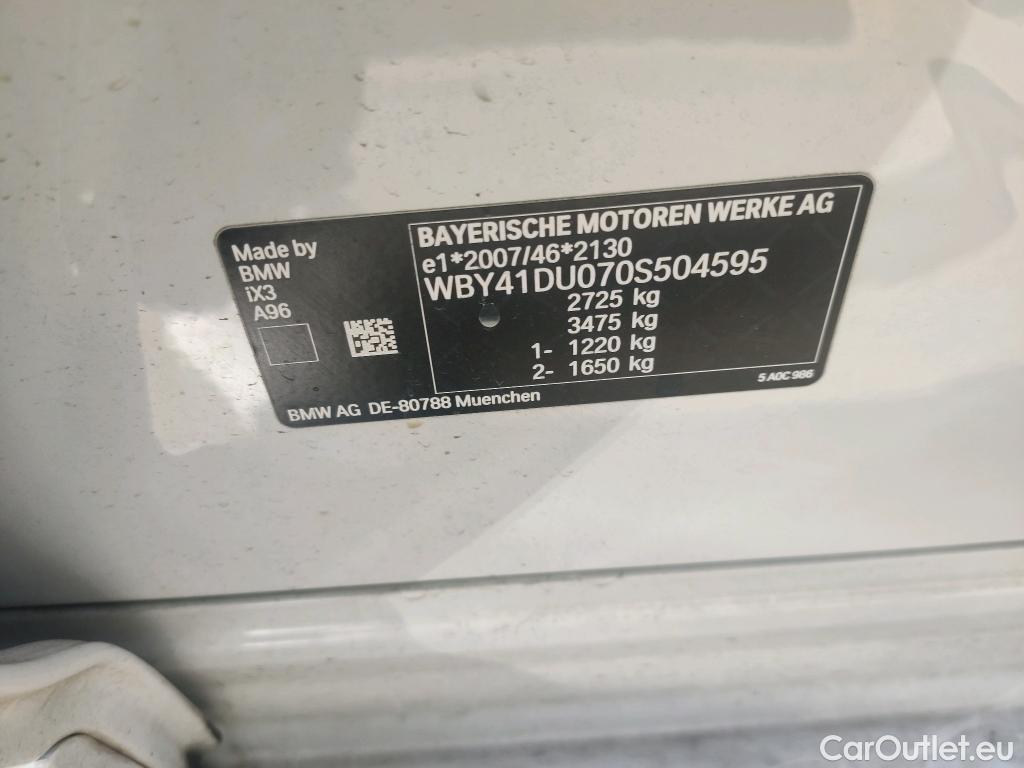 Made by
BMW
iX3
A96
BAYERISCHE MOTOREN WERKE AG
e1*2007/46*2130
WBY41DU070S504595
2725 kg
3475 kg
1- 1220 kg
2- 1650 kg
5 A0C 986
BMW AG DE-80788 Muenchen
CarOutlet.eu